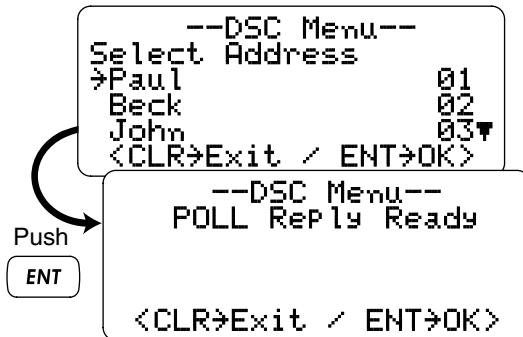 --DSC Menu--
Select Address
→Paul 01
Beck 02
John 03▼
<CLR→Exit / ENT→OK>
Push
ENT
--DSC Menu--
POLL Reply Ready
<CLR→Exit / ENT→OK>